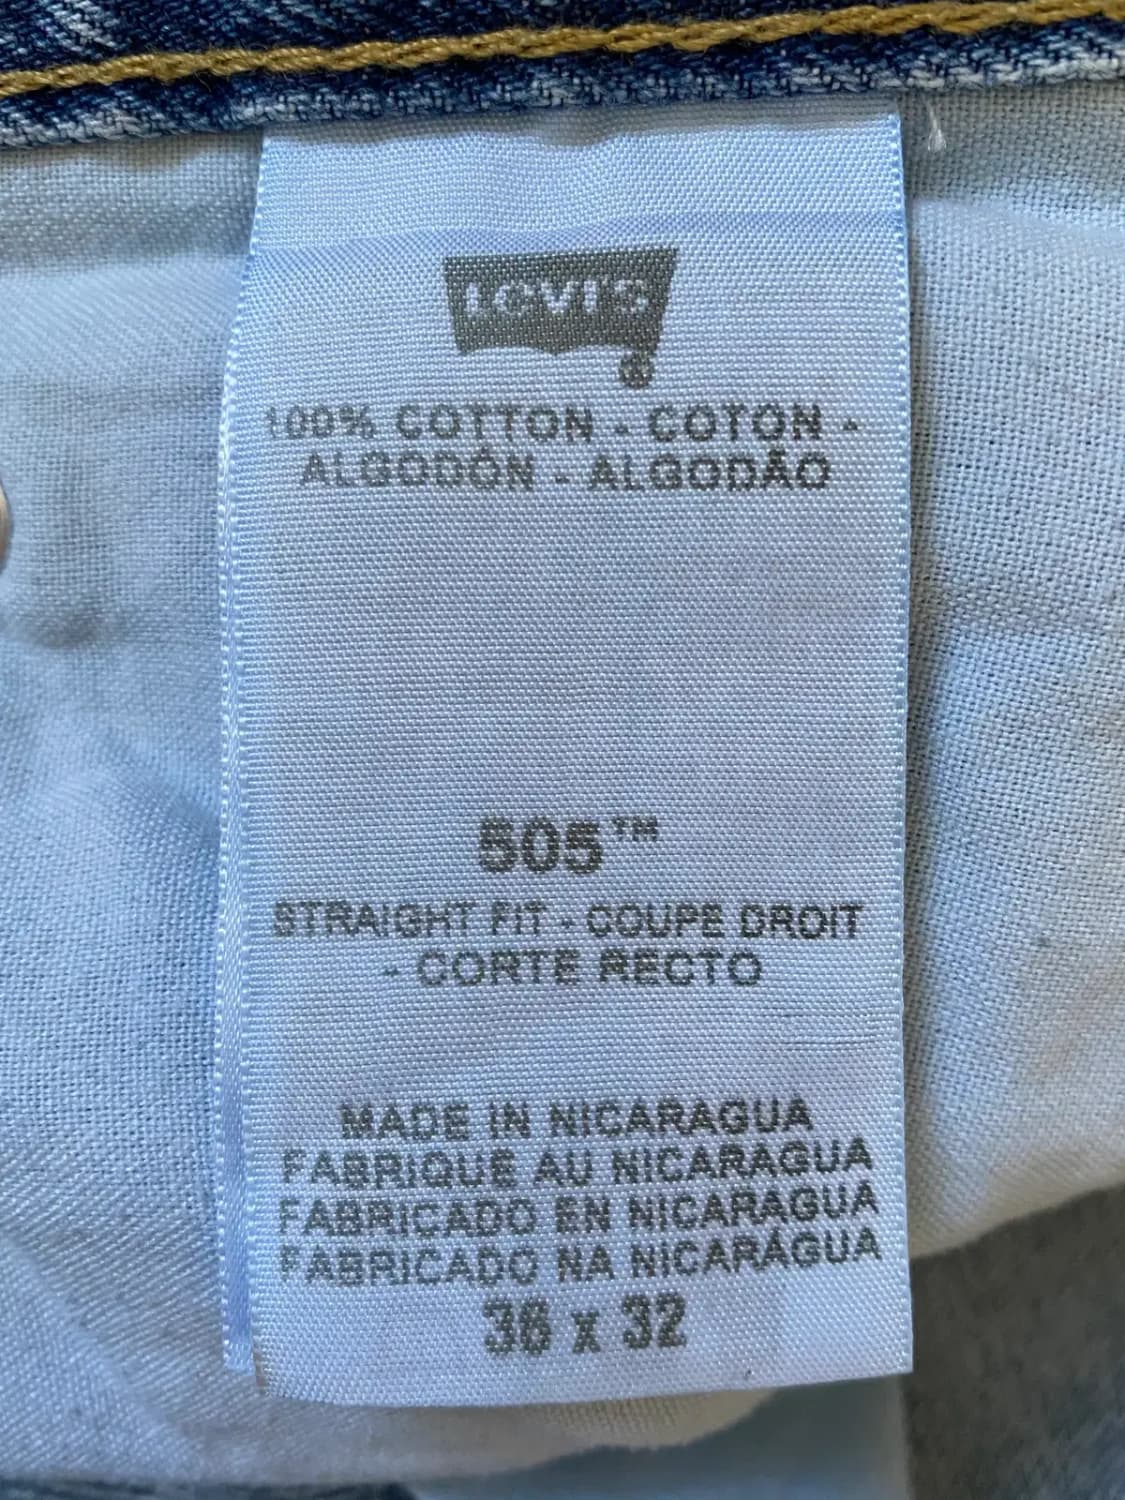 LEVI'S
®
100% COTTON - COTON -
ALGODÓN - ALGODÃO
505™
STRAIGHT FIT - COUPE DROIT
- CORTE RECTO
MADE IN NICARAGUA
FABRIQUE AU NICARAGUA
FABRICADO EN NICARAGUA
FABRICADO NA NICARÁGUA
36 x 32